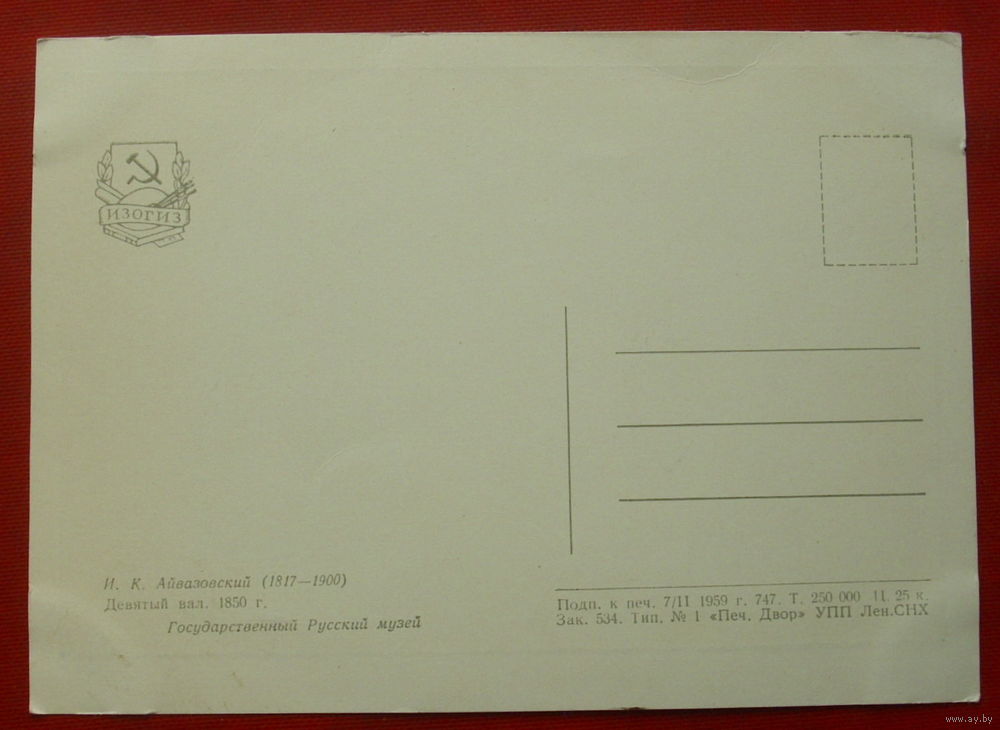 ИЗОГИЗ
И. К. Айвазовский (1817—1900)
Девятый вал. 1850 г.
Государственный Русский музей
Подп. к печ. 7/II 1959 г. 747. Т. 250 000 Ц. 25 к.
Зак. 534. Тип. № 1 «Печ. Двор» УПП Лен.СНХ
www.ay.by